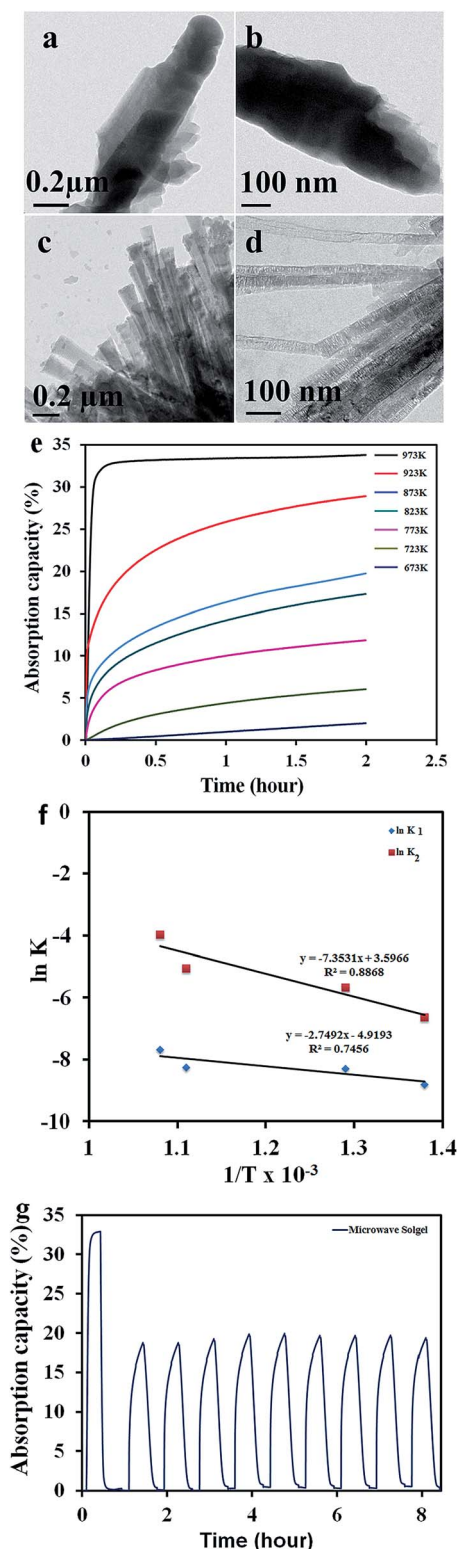 a
b
0.2μm
100 nm
c
d
0.2 μm
100 nm
e
35
30
25
20
15
10
5
0
Absorption capacity (%)
973K
923K
873K
823K
773K
723K
673K
0
0.5
1
1.5
2
2.5
Time (hour)
f
0
-2
-4
-6
-8
-10
ln K
ln K1
ln K2
y = -7.3531x + 3.5966
R² = 0.8868
y = -2.7492x - 4.9193
R² = 0.7456
1
1.1
1.2
1.3
1.4
1/T x 10-3
g
35
30
25
20
15
10
5
0
Absorption capacity (%)
Microwave Solgel
0
2
4
6
8
Time (hour)